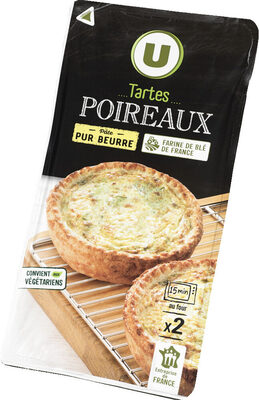 U
Tartes
POIREAUX
Pâte
PUR BEURRE
FARINE DE BLÉ
DE FRANCE
CONVIENT AUX
VÉGÉTARIENS
15 min
au four
x2
Entreprise
de FRANCE